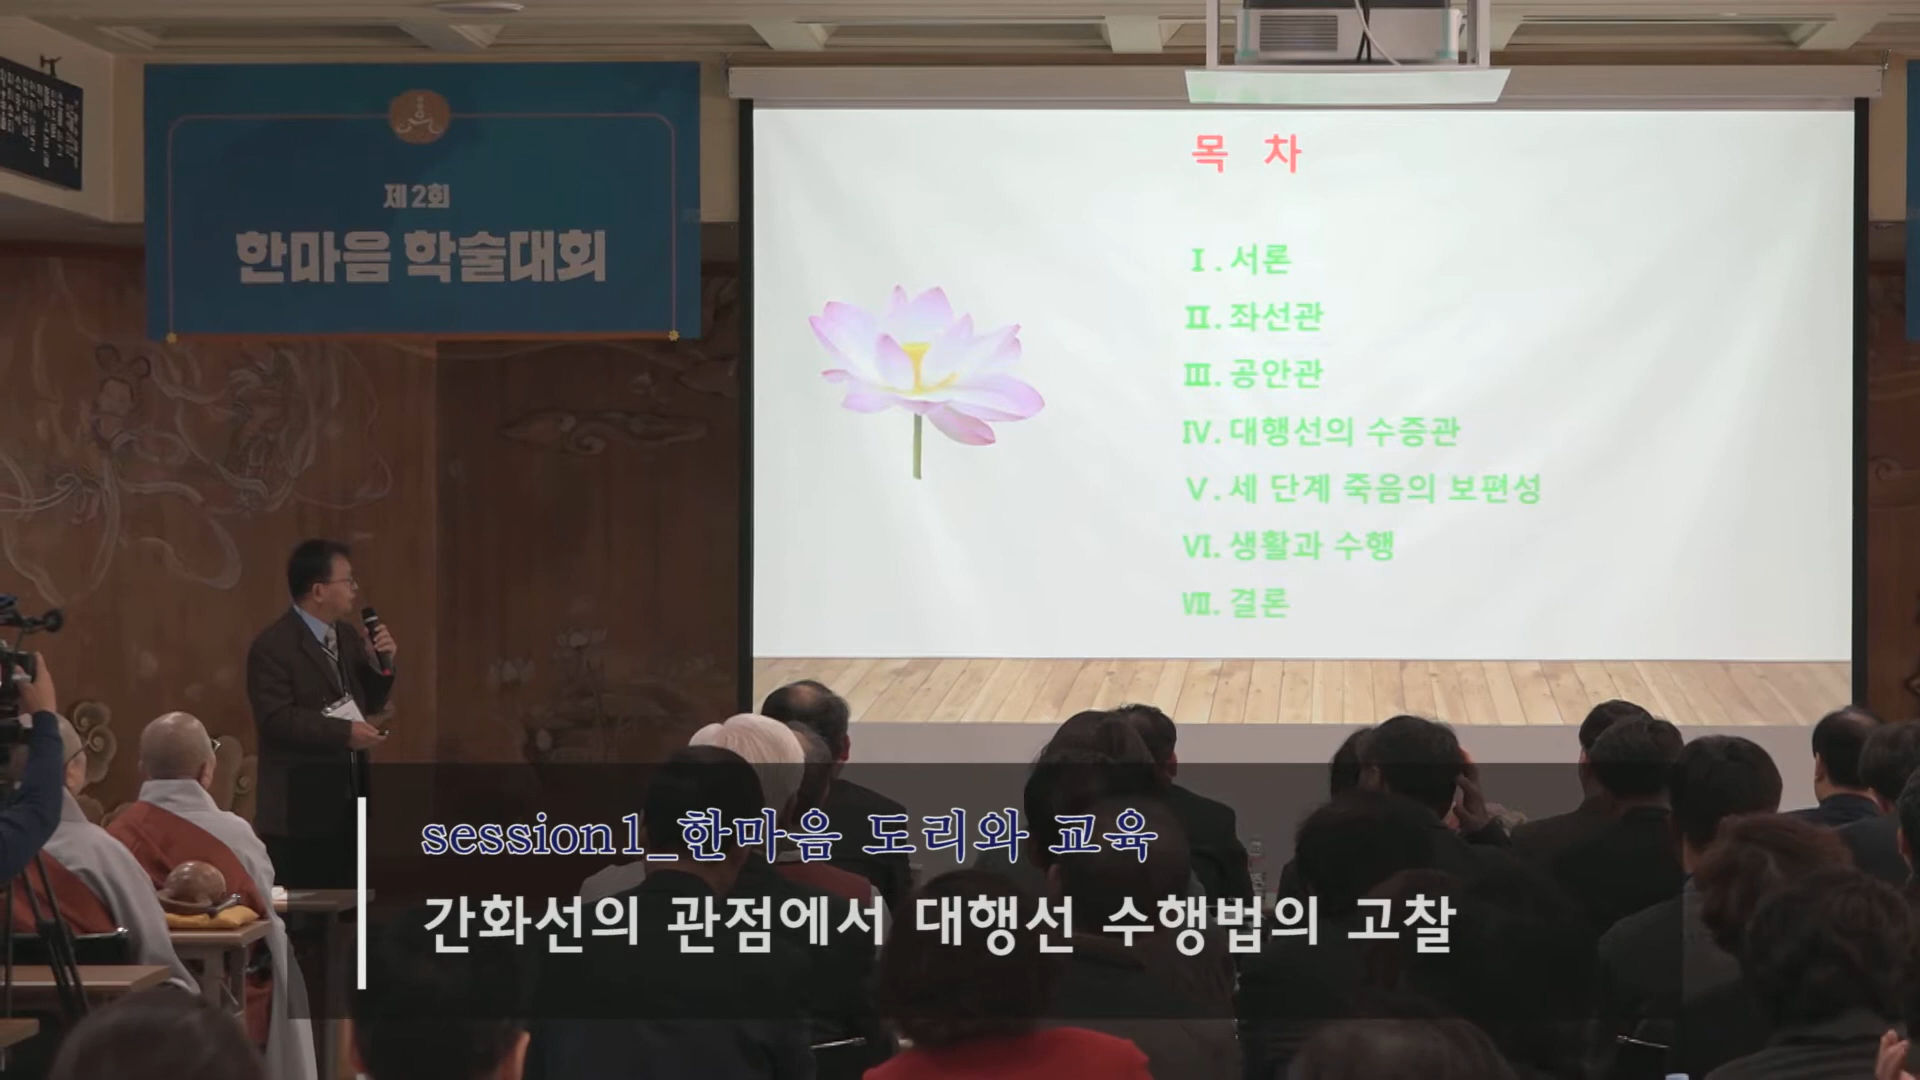 제2회
한마음 학술대회
목 차
Ⅰ. 서론
Ⅱ. 좌선관
Ⅲ. 공안관
Ⅳ. 대행선의 수증관
Ⅴ. 세 단계 죽음의 보편성
Ⅵ. 생활과 수행
Ⅶ. 결론
session1_한마음 도리와 교육
간화선의 관점에서 대행선 수행법의 고찰